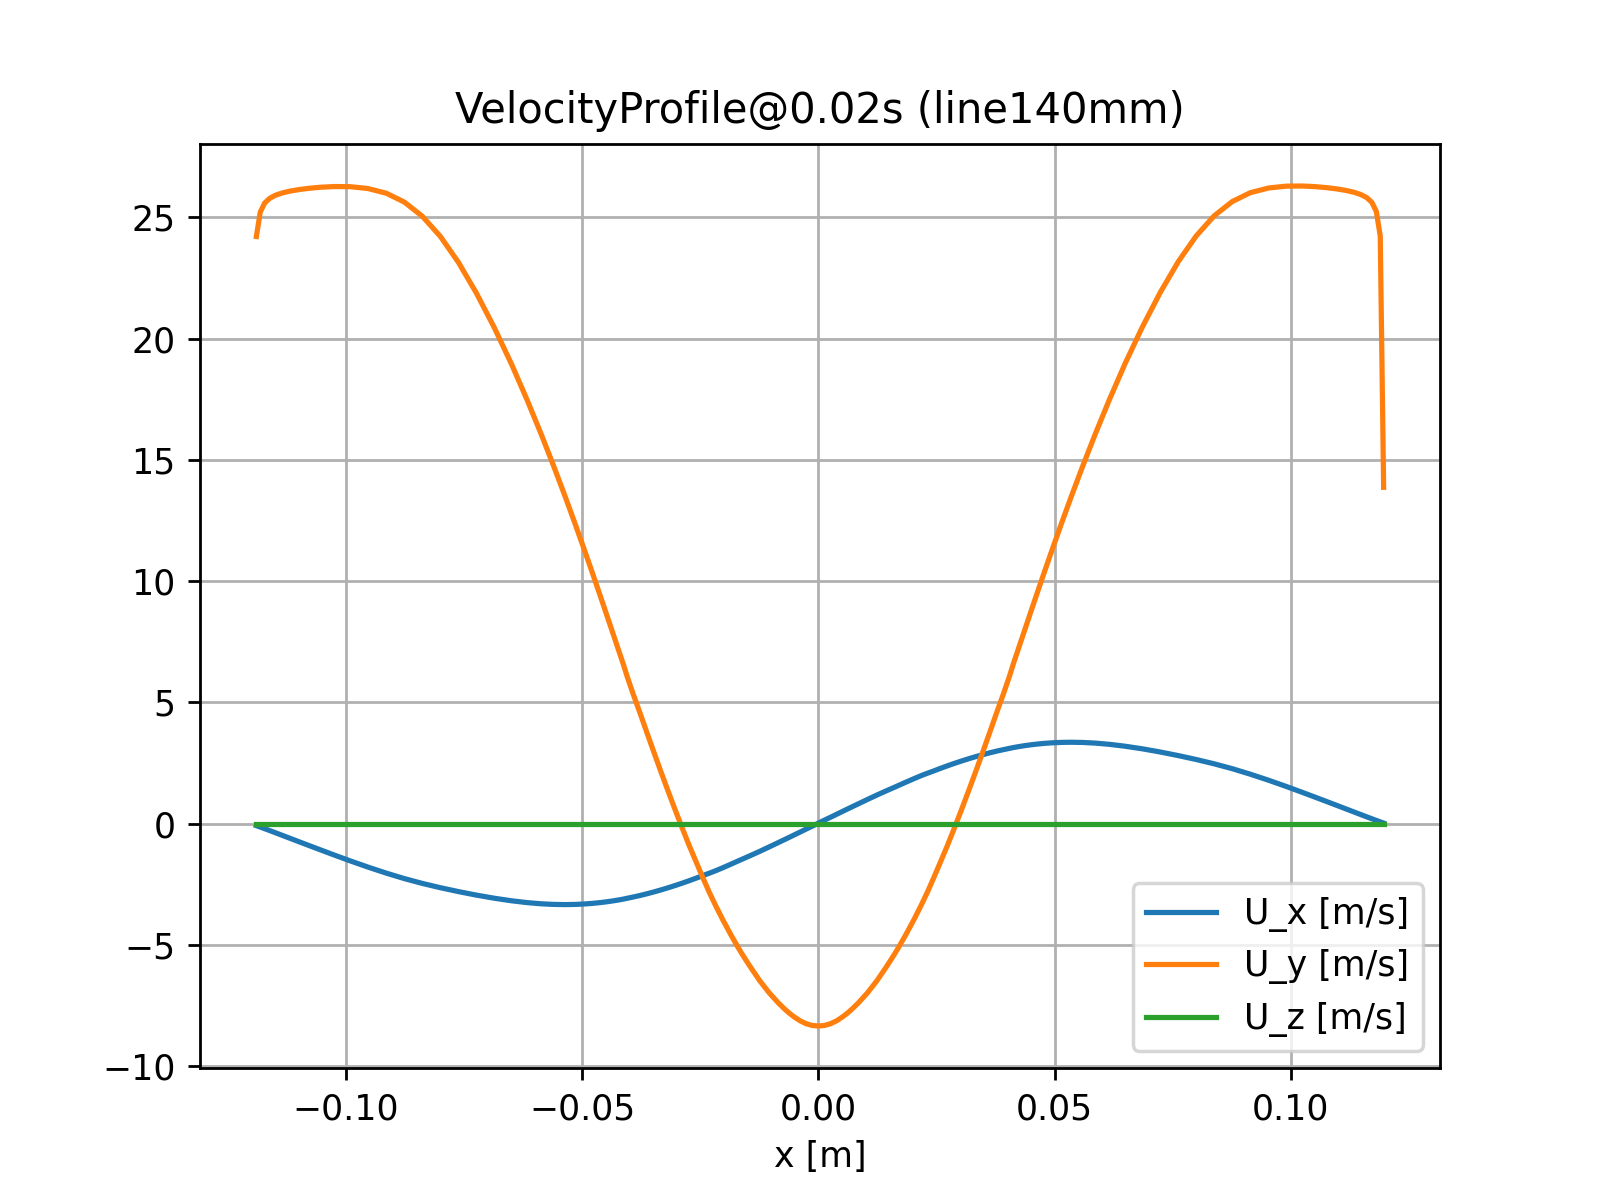 VelocityProfile@0.02s (line140mm)
25
20
15
10
5
0
−5
−10
U_x [m/s]
U_y [m/s]
U_z [m/s]
−0.10 −0.05 0.00 0.05 0.10
x [m]